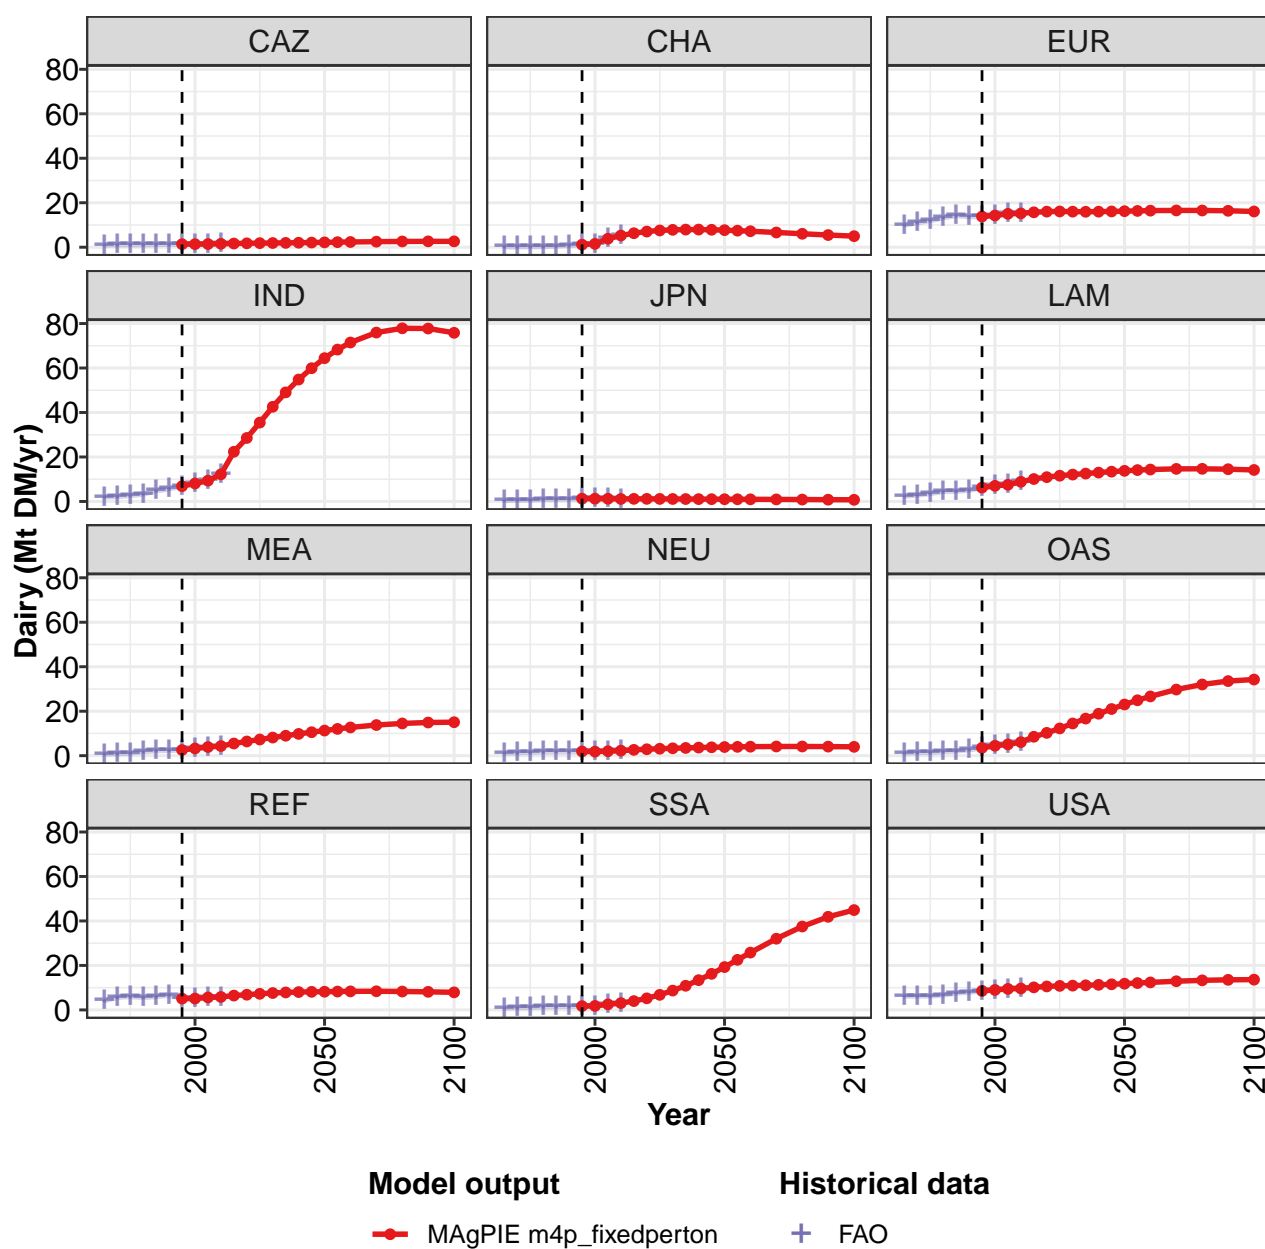 CAZ CHA EUR
80
60
40
20
0
IND JPN LAM
80
60
40
20
0
MEA NEU OAS
80
60
40
20
0
REF SSA USA
80
60
40
20
0
Dairy (Mt DM/yr)
2000 2050 2100 2000 2050 2100 2000 2050 2100
Year
Model output Historical data
MAgPIE m4p_fixedperton FAO